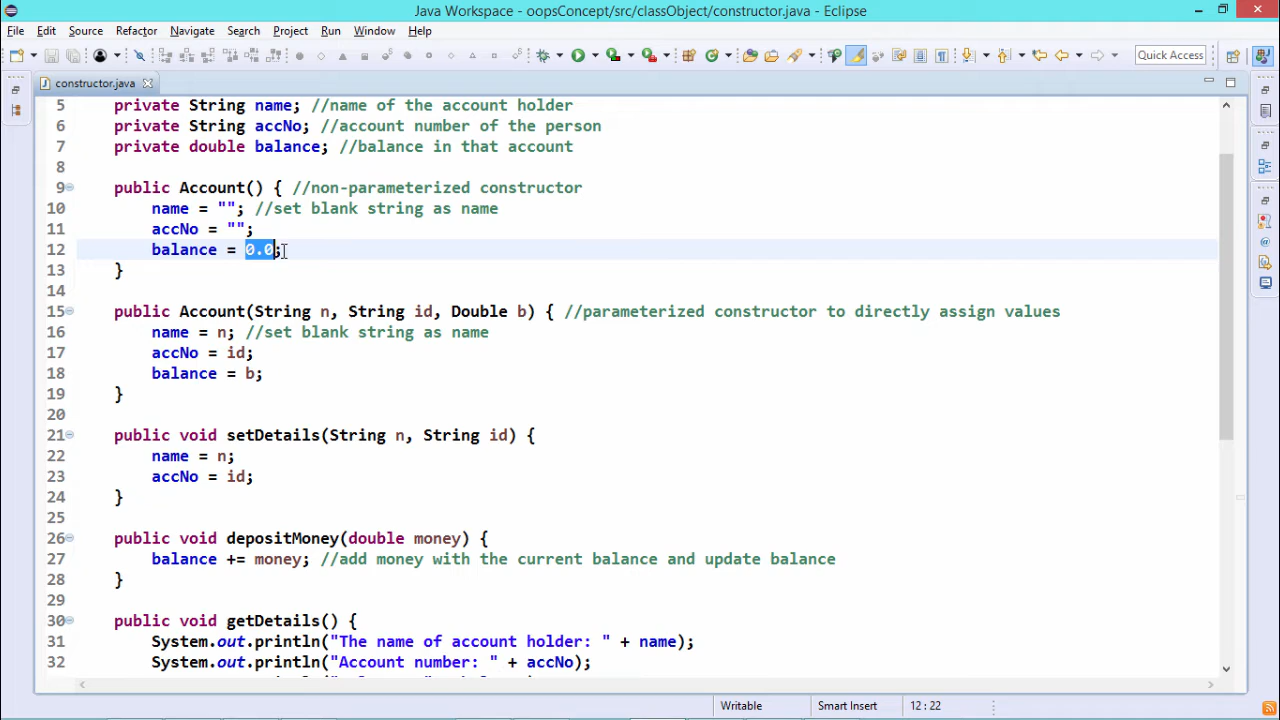 Java Workspace - oopsConcept/src/classObject/constructor.java - Eclipse
File Edit Source Refactor Navigate Search Project Run Window Help
Quick Access
constructor.java
5 private String name; //name of the account holder
6 private String accNo; //account number of the person
7 private double balance; //balance in that account
8
9 public Account() { //non-parameterized constructor
10 name = ""; //set blank string as name
11 accNo = "";
12 balance = 0.0;
13 }
14
15 public Account(String n, String id, Double b) { //parameterized constructor to directly assign values
16 name = n; //set blank string as name
17 accNo = id;
18 balance = b;
19 }
20
21 public void setDetails(String n, String id) {
22 name = n;
23 accNo = id;
24 }
25
26 public void depositMoney(double money) {
27 balance += money; //add money with the current balance and update balance
28 }
29
30 public void getDetails() {
31 System.out.println("The name of account holder: " + name);
32 System.out.println("Account number: " + accNo);
Writable Smart Insert 12 : 22